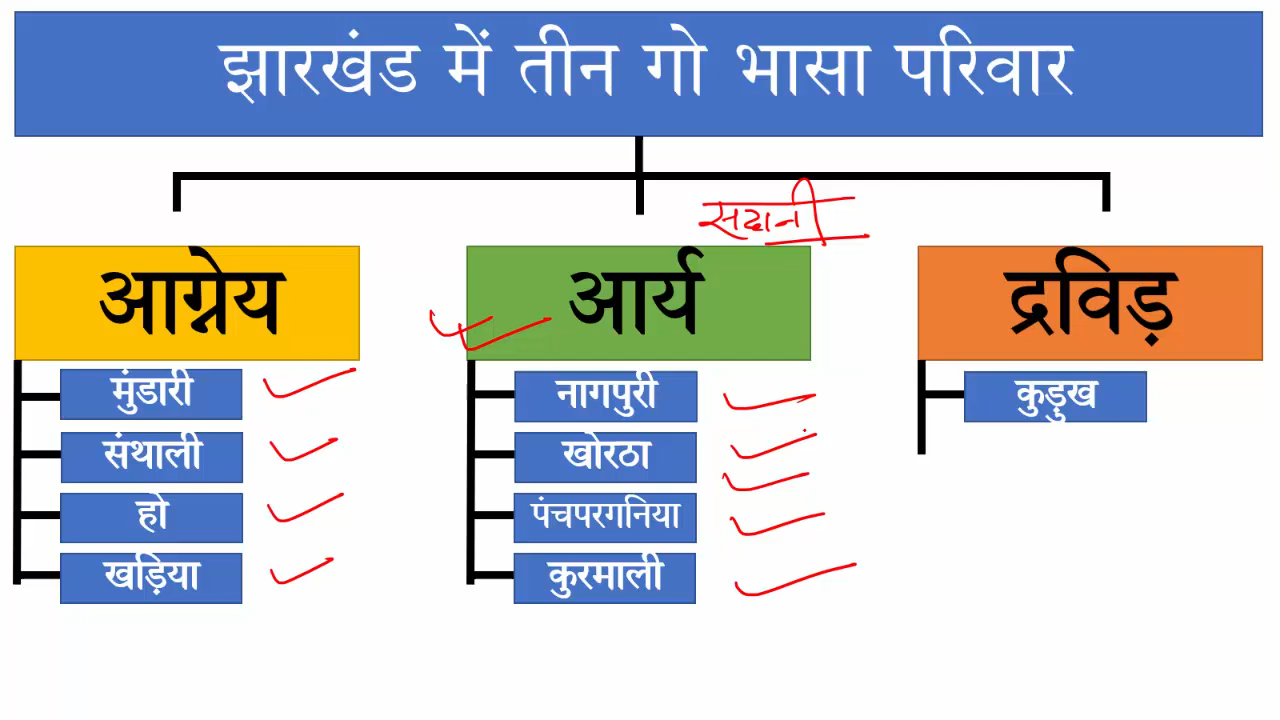 झारखंड में तीन गो भासा परिवार
सदानी
आग्नेय
मुंडारी
संथाली
हो
खड़िया
आर्य
नागपुरी
खोरठा
पंचपरगनिया
कुरमाली
द्रविड़
कुड़ुख